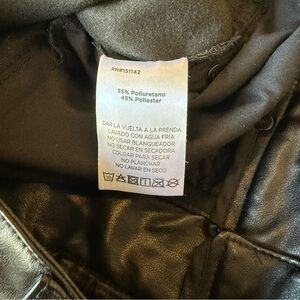 RN#151142
55% Poliuretano
45% Poliester
DAR LA VUELTA A LA PRENDA
LAVADO CON AGUA FRÍA
NO USAR BLANQUEADOR
NO SECAR EN SECADORA
COLGAR PARA SECAR
NO PLANCHAR
NO LAVAR EN SECO